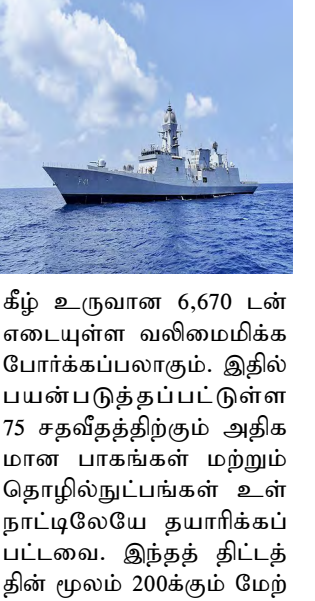 கீழ் உருவான 6,670 டன்
எடையுள்ள வலிமைமிக்க
போர்க்கப்பலாகும். இதில்
பயன்படுத்தப்பட்டுள்ள
75 சதவீதத்திற்கும் அதிக
மான பாகங்கள் மற்றும்
தொழில்நுட்பங்கள் உள்
நாட்டிலேயே தயாரிக்கப்
பட்டவை. இந்தத் திட்டத்
தின் மூலம் 200க்கும் மேற்